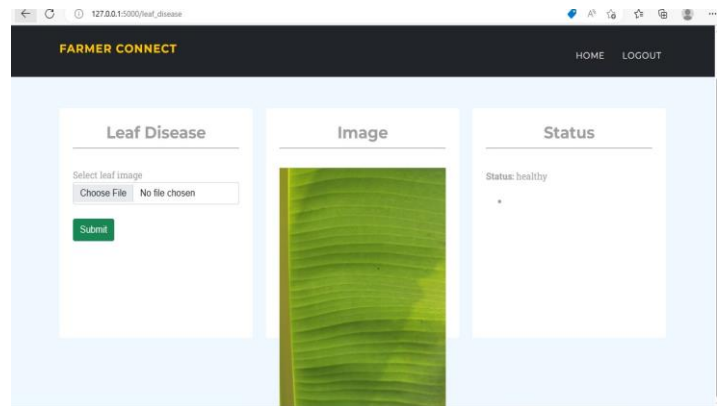 127.0.0.1:5000/leaf_disease
FARMER CONNECT
HOME LOGOUT
Leaf Disease
Select leaf image
Choose File No file chosen
Submit
Image
Status
Status: healthy